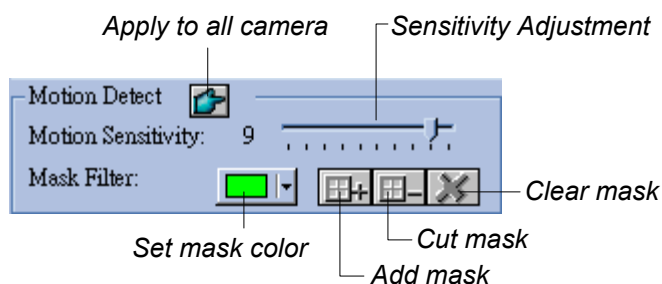 Apply to all camera
Sensitivity Adjustment
Motion Detect
Motion Sensitivity: 9
Mask Filter:
Clear mask
Set mask color
Cut mask
Add mask